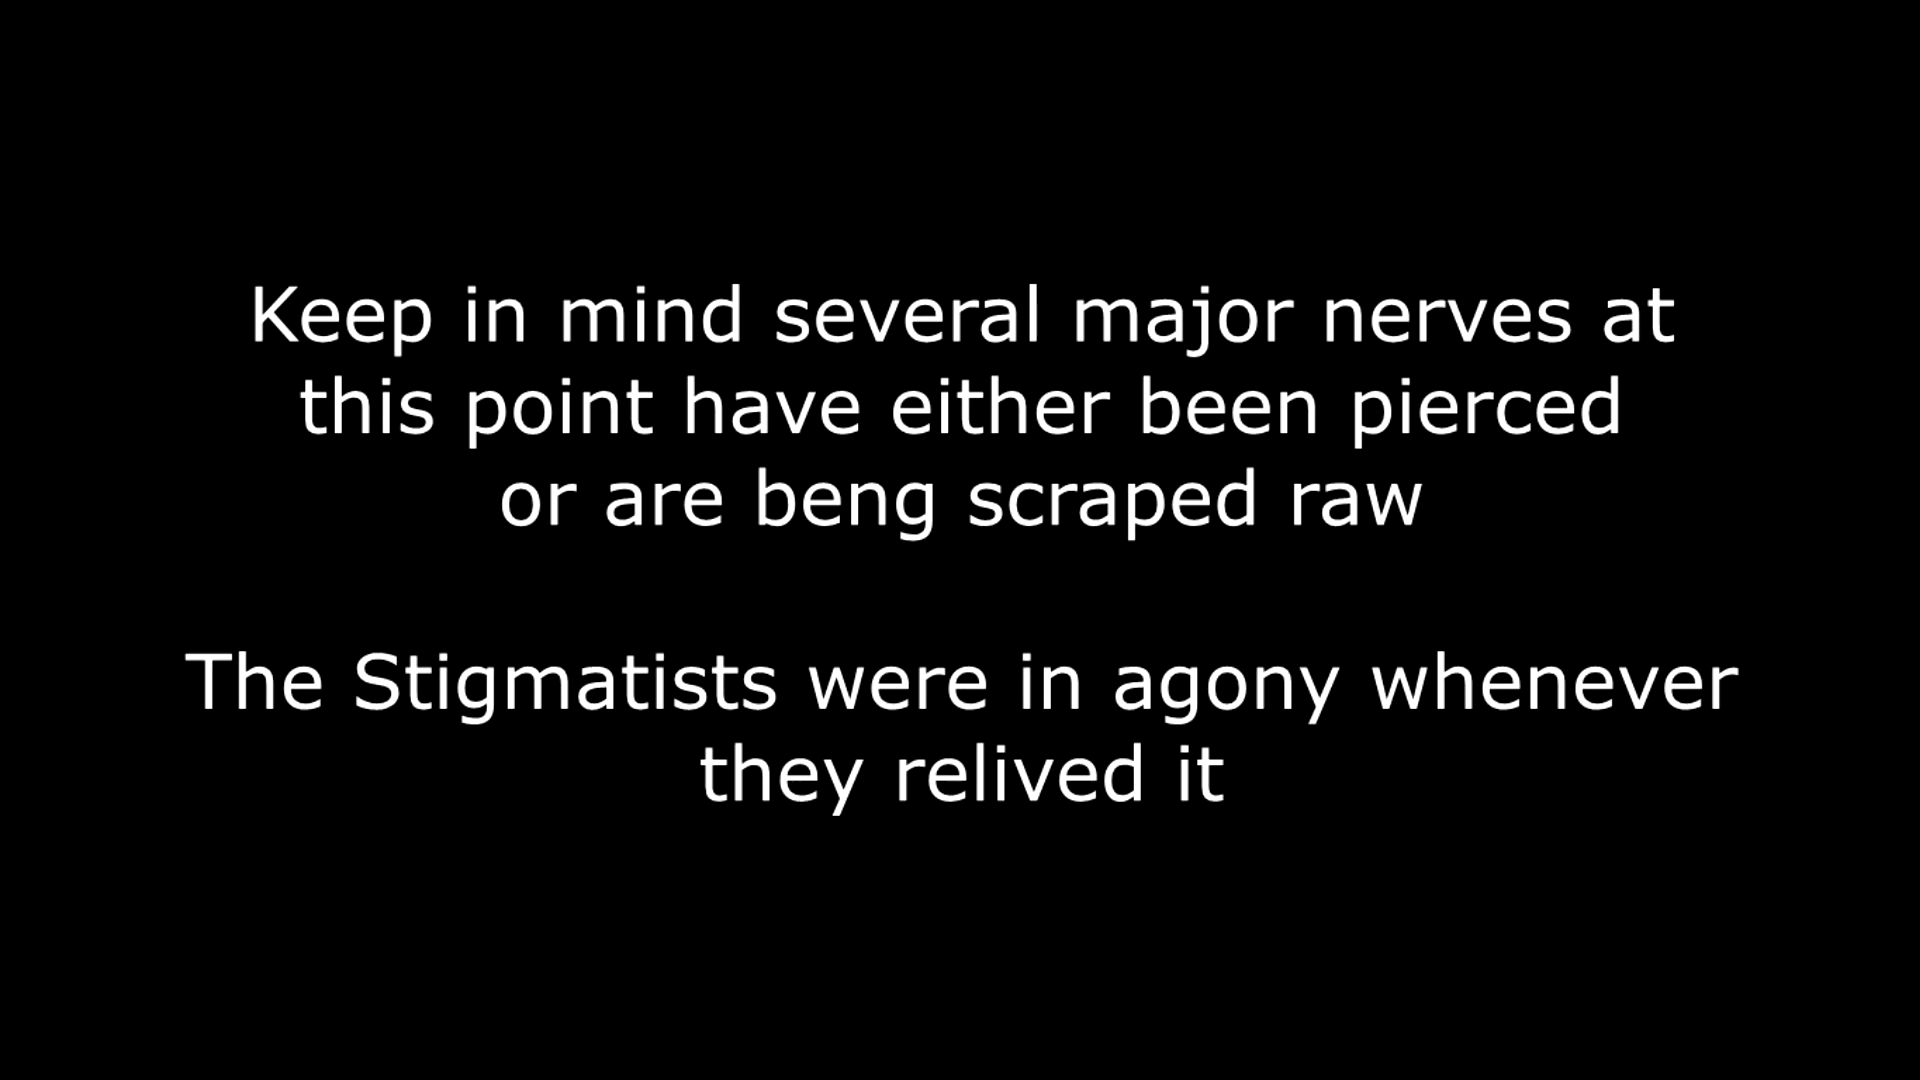 Keep in mind several major nerves at
this point have either been pierced
or are beng scraped raw
The Stigmatists were in agony whenever
they relived it